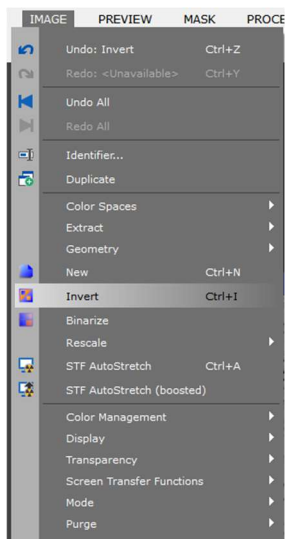 IMAGE PREVIEW MASK PROCE
Undo: Invert Ctrl+Z
Redo: <Unavailable> Ctrl+Y
Undo All
Redo All
Identifier...
Duplicate
Color Spaces
Extract
Geometry
New Ctrl+N
Invert Ctrl+I
Binarize
Rescale
STF AutoStretch Ctrl+A
STF AutoStretch (boosted)
Color Management
Display
Transparency
Screen Transfer Functions
Mode
Purge